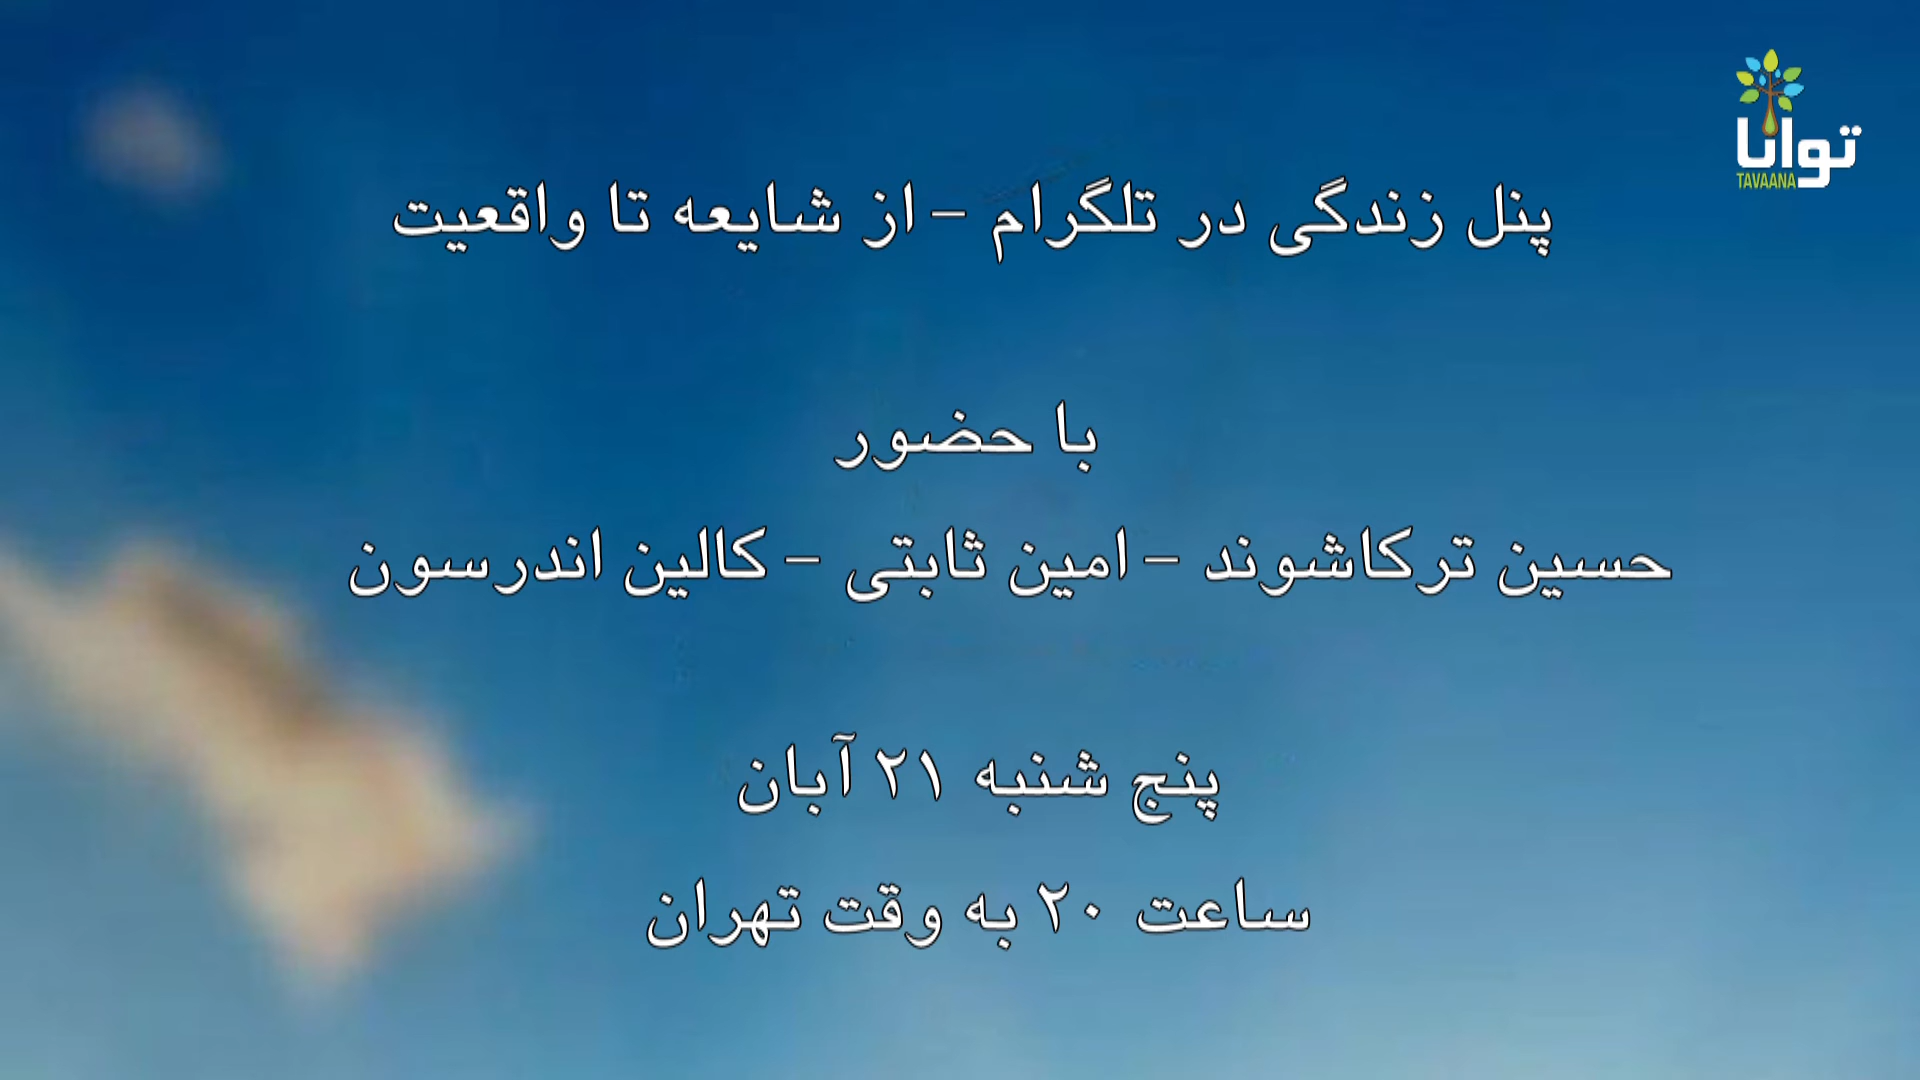 توانا
TAVAANA
پنل زندگی در تلگرام – از شایعه تا واقعیت
با حضور
حسین ترکاشوند – امین ثابتی – کالین اندرسون
پنج شنبه ۲۱ آبان
ساعت ۲۰ به وقت تهران